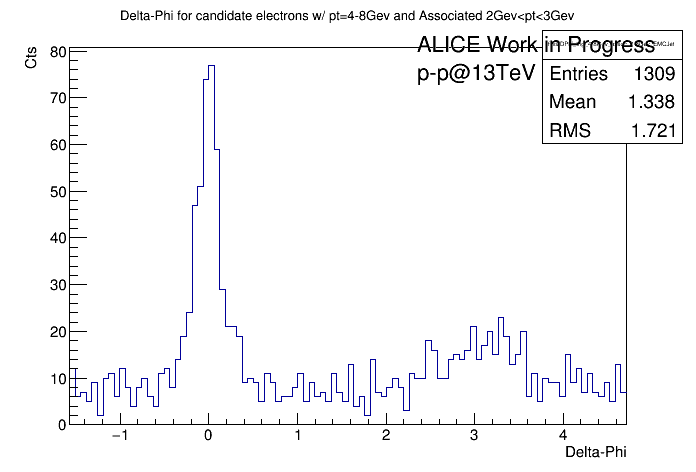 Delta-Phi for candidate electrons w/ pt=4-8Gev and Associated 2Gev<pt<3Gev
Cts
ALICE Work in Progress
p-p@13TeV
Entries 1309
Mean 1.338
RMS 1.721
80
70
60
50
40
30
20
10
0
−1 0 1 2 3 4
Delta-Phi